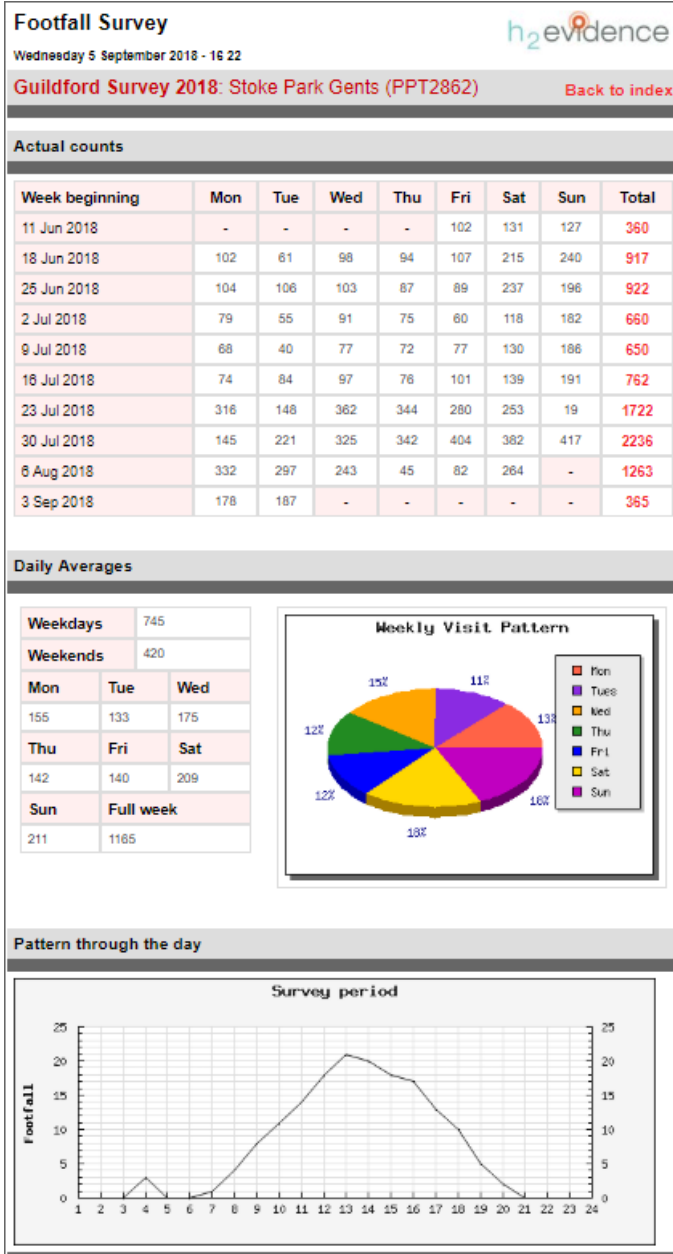 Footfall Survey
h2evidence
Wednesday 5 September 2018 - 16 22
Guildford Survey 2018: Stoke Park Gents (PPT2862) Back to index
Actual counts
Week beginning Mon Tue Wed Thu Fri Sat Sun Total
11 Jun 2018 - - - - 102 131 127 360
18 Jun 2018 102 61 98 94 107 215 240 917
25 Jun 2018 104 106 103 87 89 237 196 922
2 Jul 2018 79 55 91 75 60 118 182 660
9 Jul 2018 68 40 77 72 77 130 186 650
16 Jul 2018 74 84 97 76 101 139 191 762
23 Jul 2018 316 148 362 344 280 253 19 1722
30 Jul 2018 145 221 325 342 404 382 417 2236
6 Aug 2018 332 297 243 45 82 264 - 1263
3 Sep 2018 178 187 - - - - - 365
Daily Averages
Weekdays 745
Weekends 420
Mon Tue Wed
155 133 175
Thu Fri Sat
142 140 209
Sun Full week
211 1165
Weekly Visit Pattern
15% 11%
12% 13%
12% 18%
18%
Mon
Tues
Wed
Thu
Fri
Sat
Sun
Pattern through the day
Survey period
Footfall
25 25
20 20
15 15
10 10
5 5
0 0
1 2 3 4 5 6 7 8 9 10 11 12 13 14 15 16 17 18 19 20 21 22 23 24